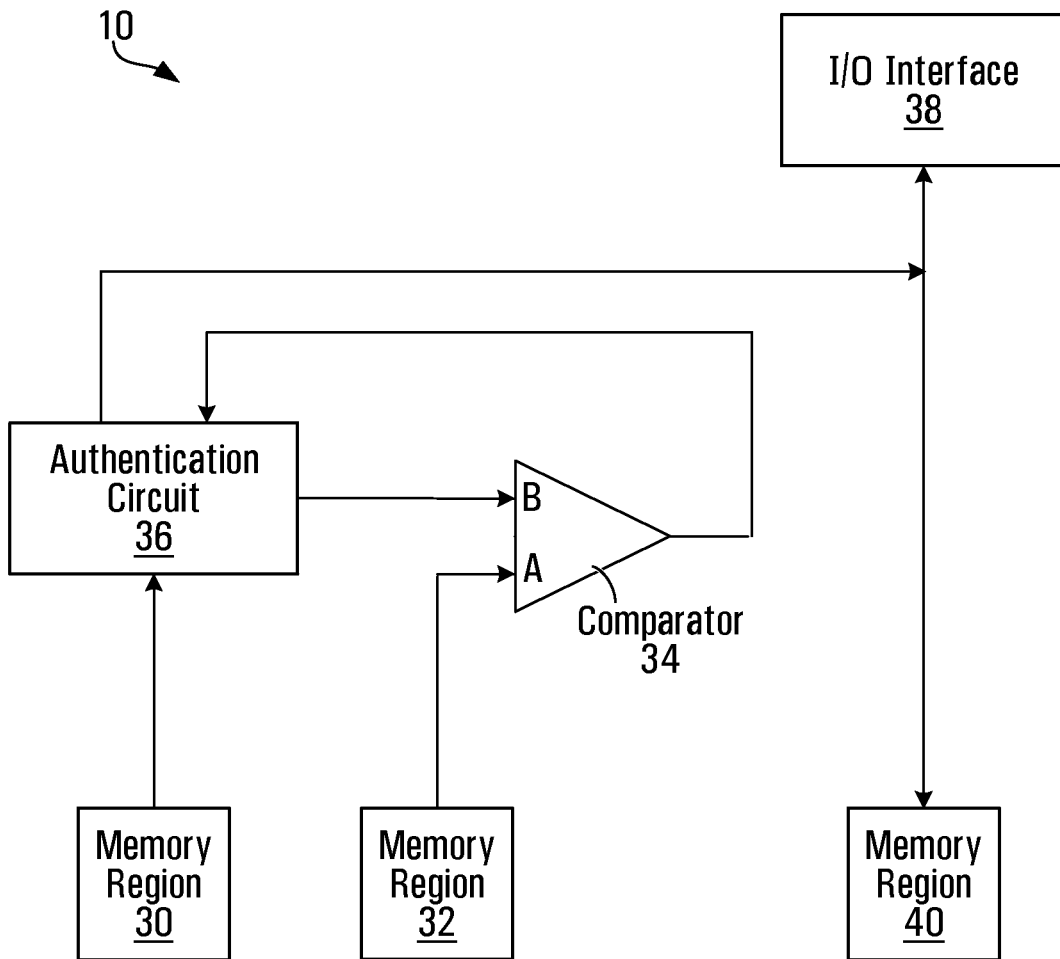 10
I/O Interface
38
Authentication
Circuit
36
B
A
Comparator
34
Memory
Region
30
Memory
Region
32
Memory
Region
40